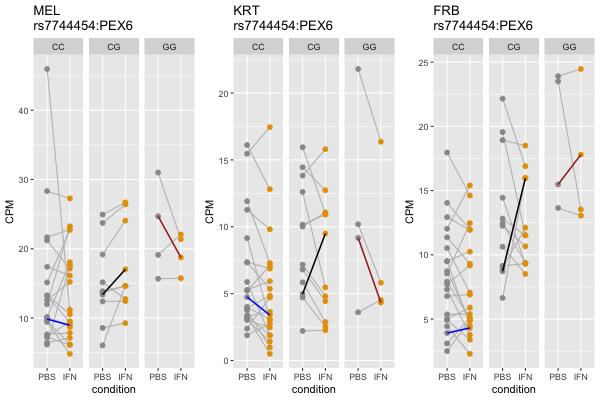 MEL
rs7744454:PEX6
CC CG GG
CPM
40
30
20
10
PBS IFN PBS IFN PBS IFN
condition
KRT
rs7744454:PEX6
CC CG GG
CPM
20
15
10
5
0
PBS IFN PBS IFN PBS IFN
condition
FRB
rs7744454:PEX6
CC CG GG
CPM
25
20
15
10
5
PBS IFN PBS IFN PBS IFN
condition